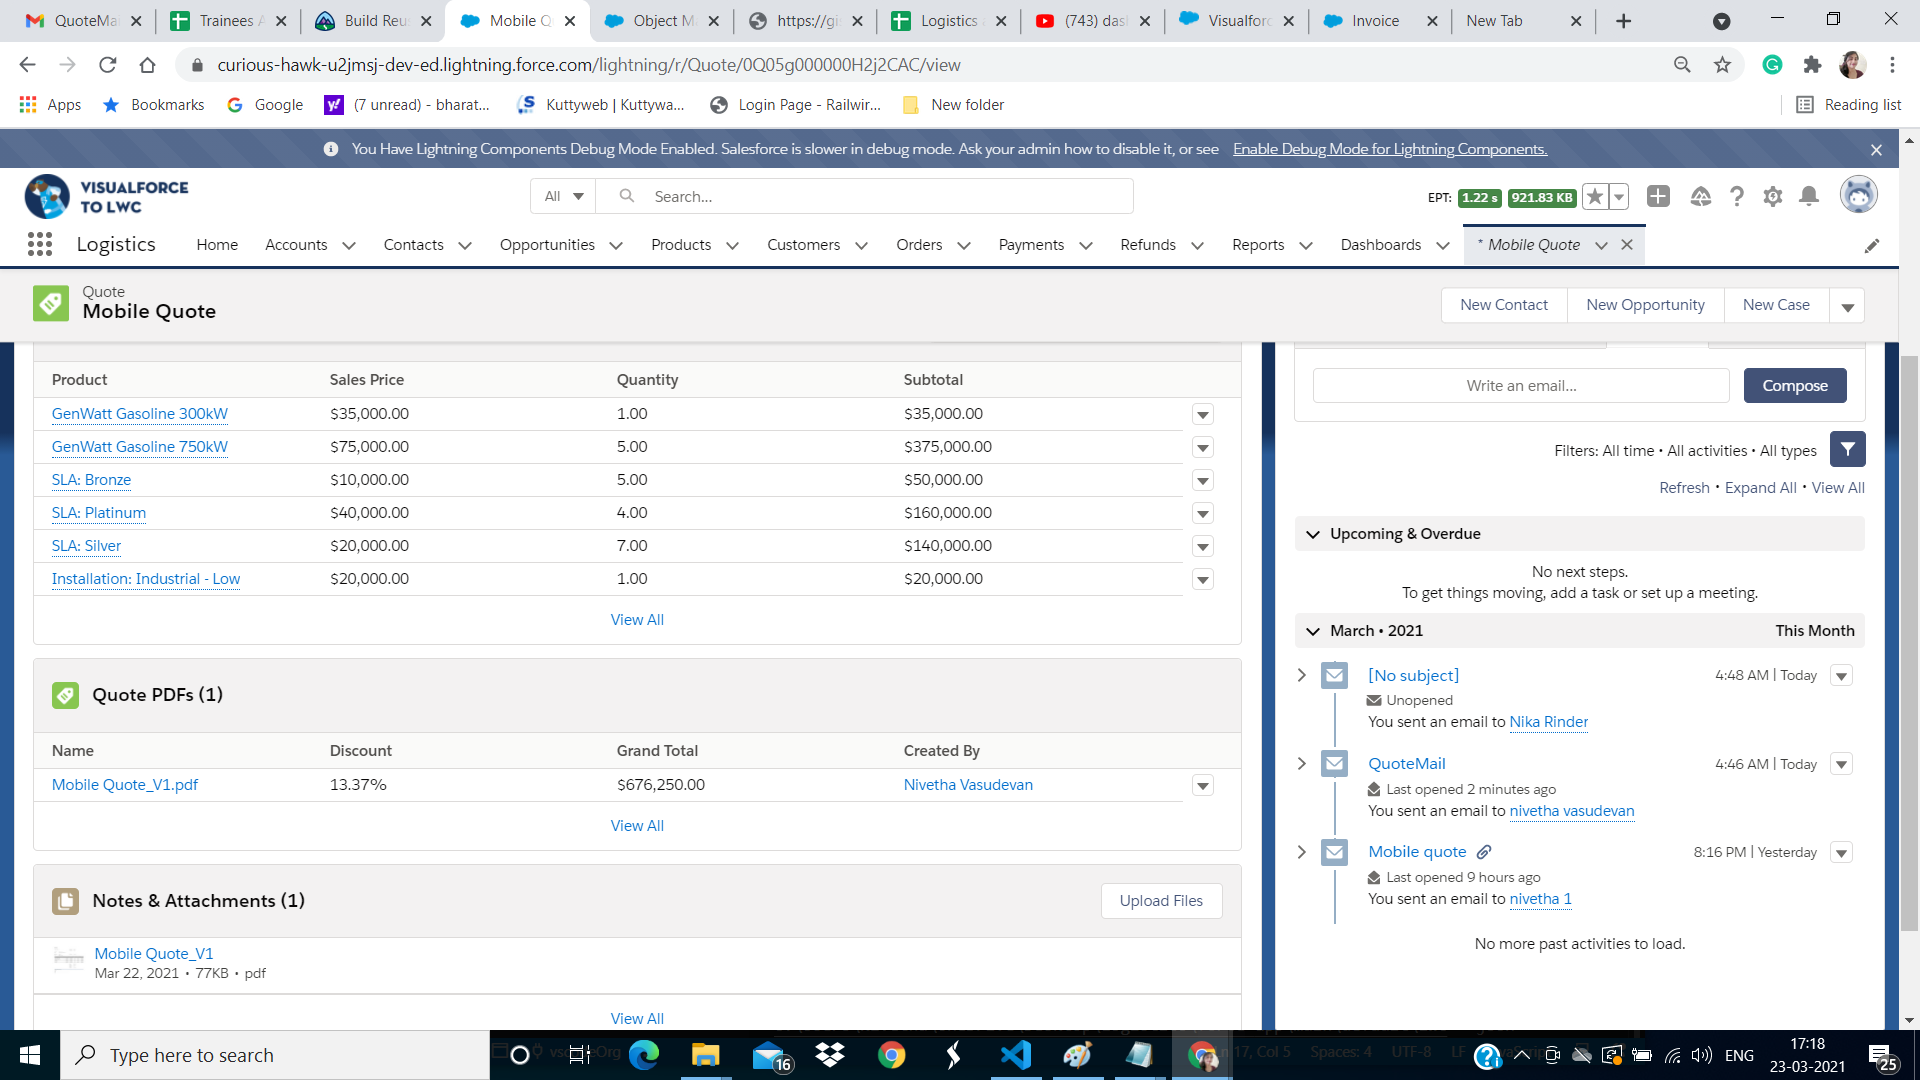 QuoteMai
Trainees A
Build Reu
Mobile Q
Object M
https://gi
Logistics
(743) das
Visualforc
Invoice
New Tab
curious-hawk-u2jmsj-dev-ed.lightning.force.com/lightning/r/Quote/0Q05g000000H2j2CAC/view
Apps
Bookmarks
Google
(7 unread) - bharat...
Kuttyweb | Kuttywa...
Login Page - Railwir...
New folder
Reading list
You Have Lightning Components Debug Mode Enabled. Salesforce is slower in debug mode. Ask your admin how to disable it, or see Enable Debug Mode for Lightning Components.
VISUALFORCE
TO LWC
All
Search...
EPT: 1.22 s 921.83 KB
Logistics
Home
Accounts
Contacts
Opportunities
Products
Customers
Orders
Payments
Refunds
Reports
Dashboards
* Mobile Quote
Quote
Mobile Quote
New Contact
New Opportunity
New Case
Product Sales Price Quantity Subtotal
GenWatt Gasoline 300kW $35,000.00 1.00 $35,000.00
GenWatt Gasoline 750kW $75,000.00 5.00 $375,000.00
SLA: Bronze $10,000.00 5.00 $50,000.00
SLA: Platinum $40,000.00 4.00 $160,000.00
SLA: Silver $20,000.00 7.00 $140,000.00
Installation: Industrial - Low $20,000.00 1.00 $20,000.00
View All
Quote PDFs (1)
Name Discount Grand Total Created By
Mobile Quote_V1.pdf 13.37% $676,250.00 Nivetha Vasudevan
View All
Notes & Attachments (1)
Upload Files
Mobile Quote_V1
Mar 22, 2021 • 77KB • pdf
View All
Write an email...
Compose
Filters: All time • All activities • All types
Refresh • Expand All • View All
Upcoming & Overdue
No next steps.
To get things moving, add a task or set up a meeting.
March • 2021 This Month
[No subject] 4:48 AM | Today
Unopened
You sent an email to Nika Rinder
QuoteMail 4:46 AM | Today
Last opened 2 minutes ago
You sent an email to nivetha vasudevan
Mobile quote 8:16 PM | Yesterday
Last opened 9 hours ago
You sent an email to nivetha 1
No more past activities to load.
Type here to search
16
Col 5 Spaces: 4 UTF-8 LF
ENG
17:18
23-03-2021
25